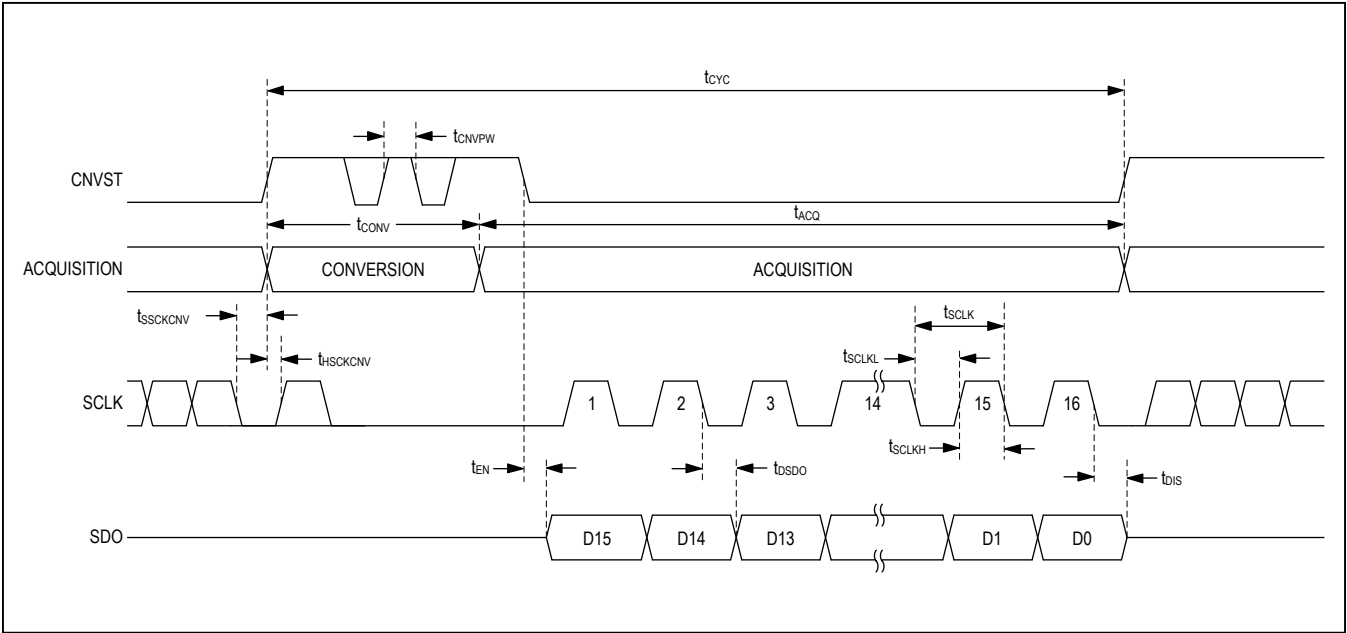 tCYC
tCNVPW
CNVST
tCONV
tACQ
ACQUISITION CONVERSION ACQUISITION
tSSCKCNV
tHSCKCNV
tSCLK
tSCLKL
SCLK 1 2 3 14 15 16
tEN
tDSDO
tSCLKH
tDIS
SDO D15 D14 D13 D1 D0